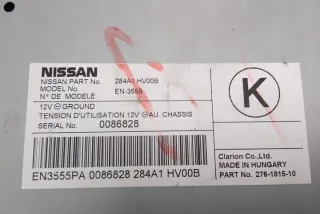 NISSAN
NISSAN PART No. 284A1 HV00B
MODEL No. EN-3555
N° DE MODELE
12V ⊖ GROUND
TENSION D'UTILISATION 12V ⊖ AU CHASSIS
SERIAL No. 0086828
K
EN3555PA 0086828 284A1 HV00B
Clarion Co.,Ltd.
MADE IN HUNGARY
PART No. 276-1816-10